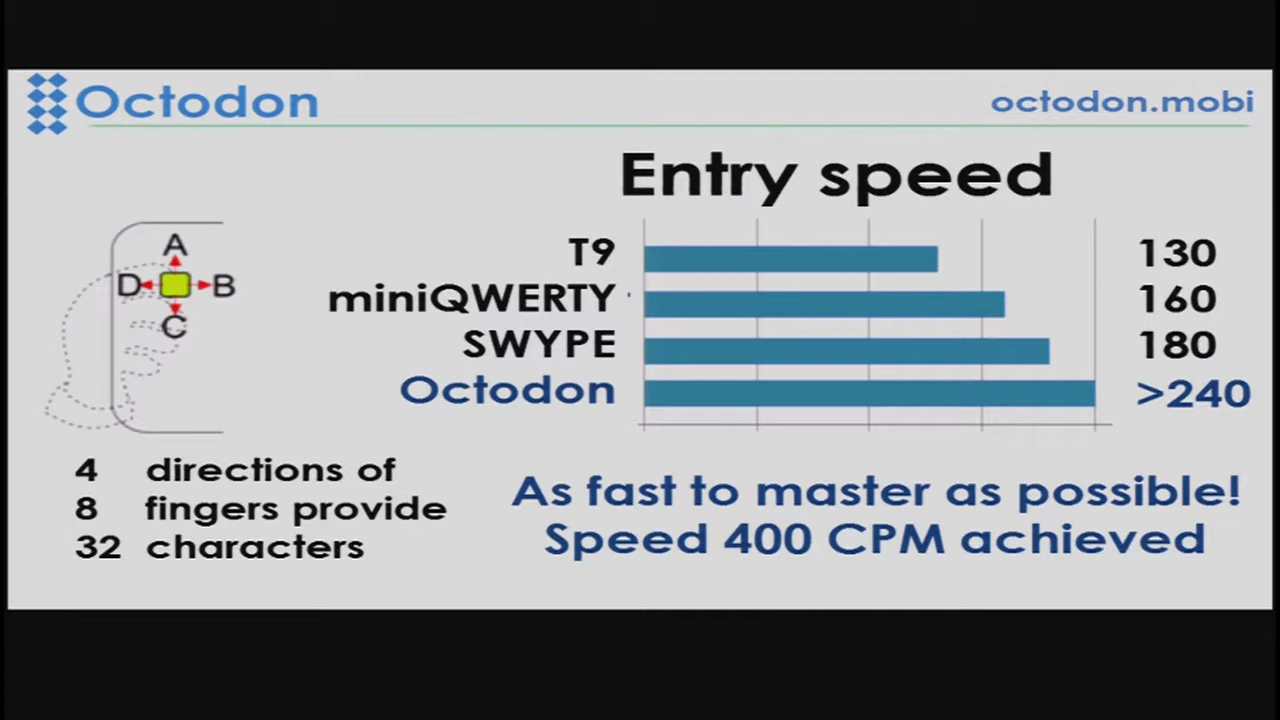 Octodon
octodon.mobi
Entry speed
A
D B
C
T9 130
miniQWERTY 160
SWYPE 180
Octodon >240
4 directions of
8 fingers provide
32 characters
As fast to master as possible!
Speed 400 CPM achieved